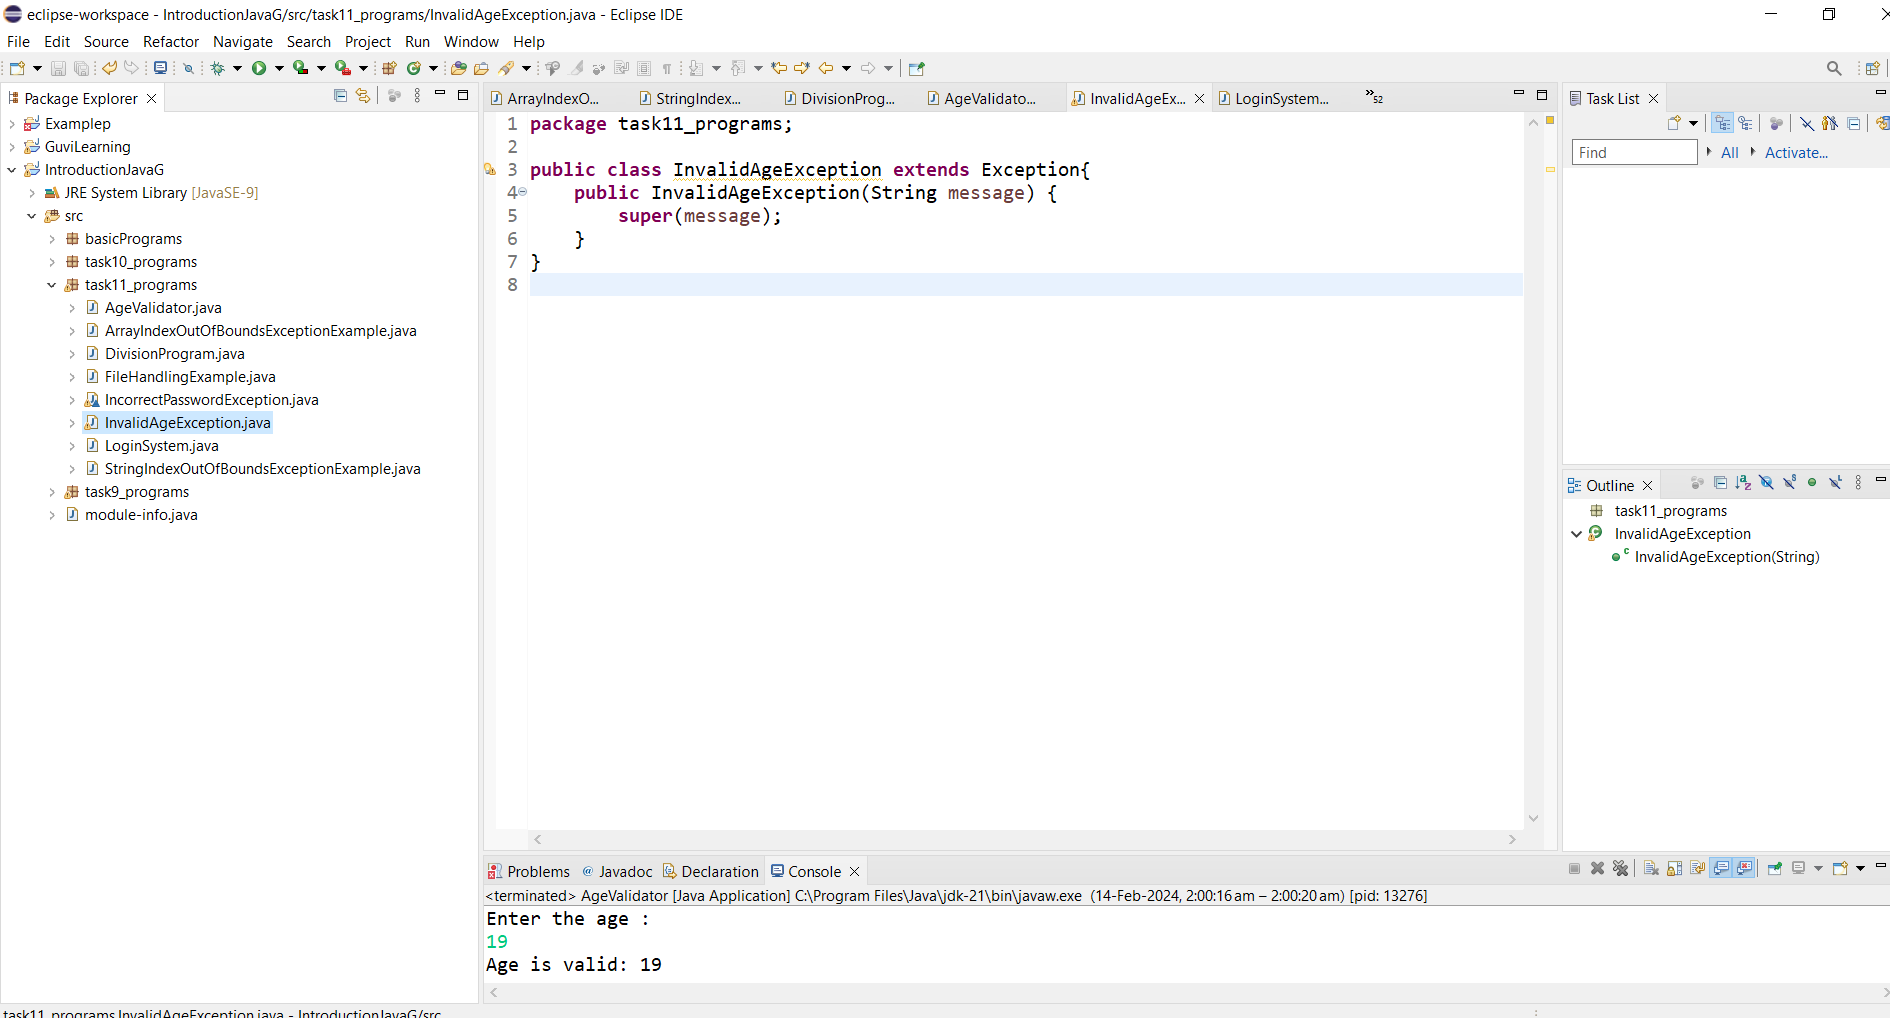 eclipse-workspace - IntroductionJavaG/src/task11_programs/InvalidAgeException.java - Eclipse IDE
File Edit Source Refactor Navigate Search Project Run Window Help
Package Explorer
Examplep
GuviLearning
IntroductionJavaG
JRE System Library [JavaSE-9]
src
basicPrograms
task10_programs
task11_programs
AgeValidator.java
ArrayIndexOutOfBoundsExceptionExample.java
DivisionProgram.java
FileHandlingExample.java
IncorrectPasswordException.java
InvalidAgeException.java
LoginSystem.java
StringIndexOutOfBoundsExceptionExample.java
task9_programs
module-info.java
ArrayIndexO... StringIndex... DivisionProg... AgeValidato... InvalidAgeEx... LoginSystem... »52
1 package task11_programs;
2
3 public class InvalidAgeException extends Exception{
4 public InvalidAgeException(String message) {
5 super(message);
6 }
7 }
8
Task List
Find All Activate...
Outline
task11_programs
InvalidAgeException
InvalidAgeException(String)
Problems @ Javadoc Declaration Console
<terminated> AgeValidator [Java Application] C:\Program Files\Java\jdk-21\bin\javaw.exe (14-Feb-2024, 2:00:16 am – 2:00:20 am) [pid: 13276]
Enter the age :
19
Age is valid: 19
task11_programs.InvalidAgeException.java - IntroductionJavaG/src